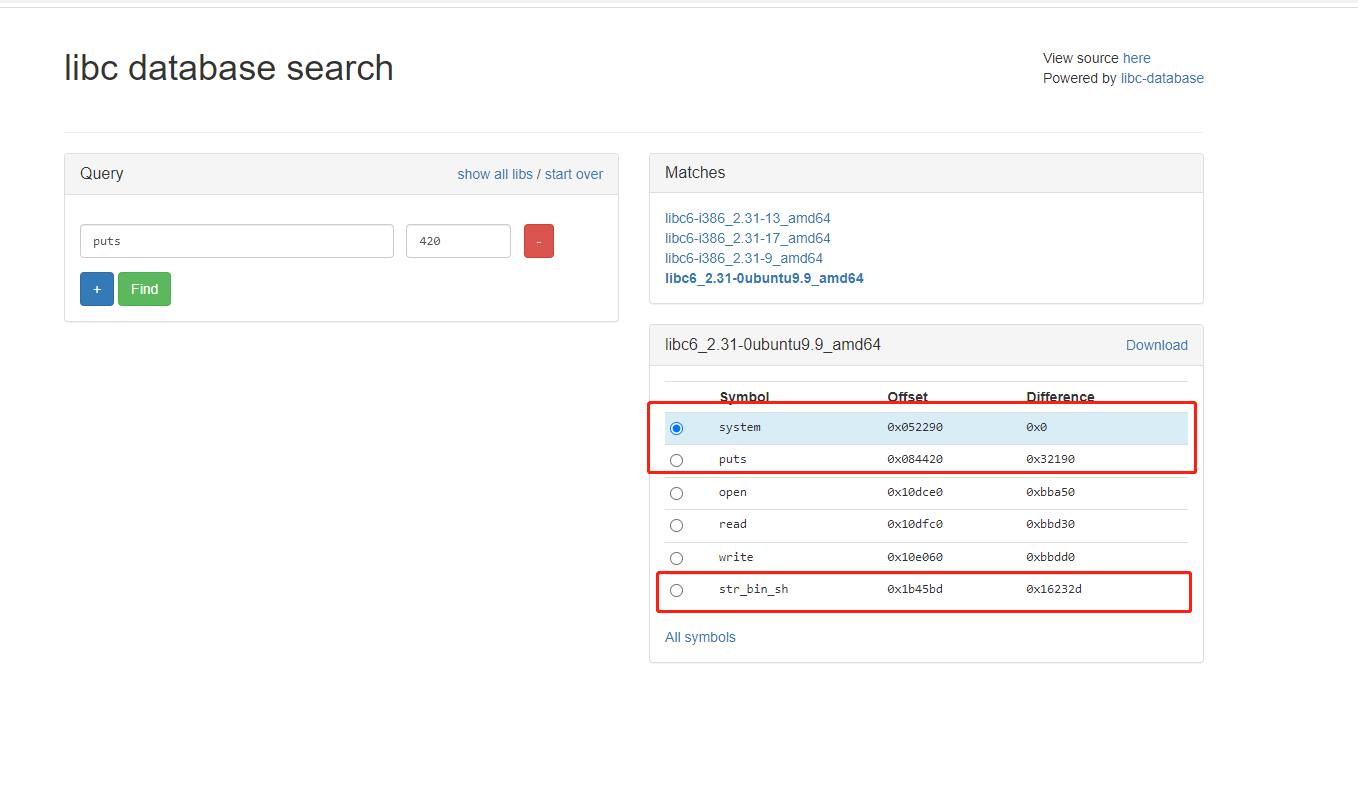 libc database search
View source here
Powered by libc-database
Query show all libs / start over
puts 420 -
+ Find
Matches
libc6-i386_2.31-13_amd64
libc6-i386_2.31-17_amd64
libc6-i386_2.31-9_amd64
libc6_2.31-0ubuntu9.9_amd64
libc6_2.31-0ubuntu9.9_amd64 Download
Symbol Offset Difference
system 0x052290 0x0
puts 0x084420 0x32190
open 0x10dce0 0xbba50
read 0x10dfc0 0xbbd30
write 0x10e060 0xbbdd0
str_bin_sh 0x1b45bd 0x16232d
All symbols